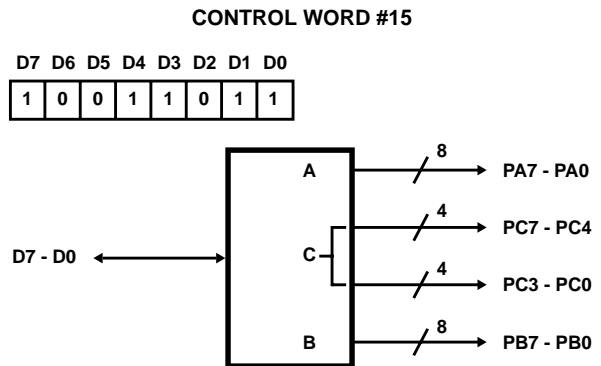 CONTROL WORD #15
D7 D6 D5 D4 D3 D2 D1 D0
1 0 0 1 1 0 1 1
A
8
PA7 - PA0
4
PC7 - PC4
D7 - D0
C
4
PC3 - PC0
B
8
PB7 - PB0